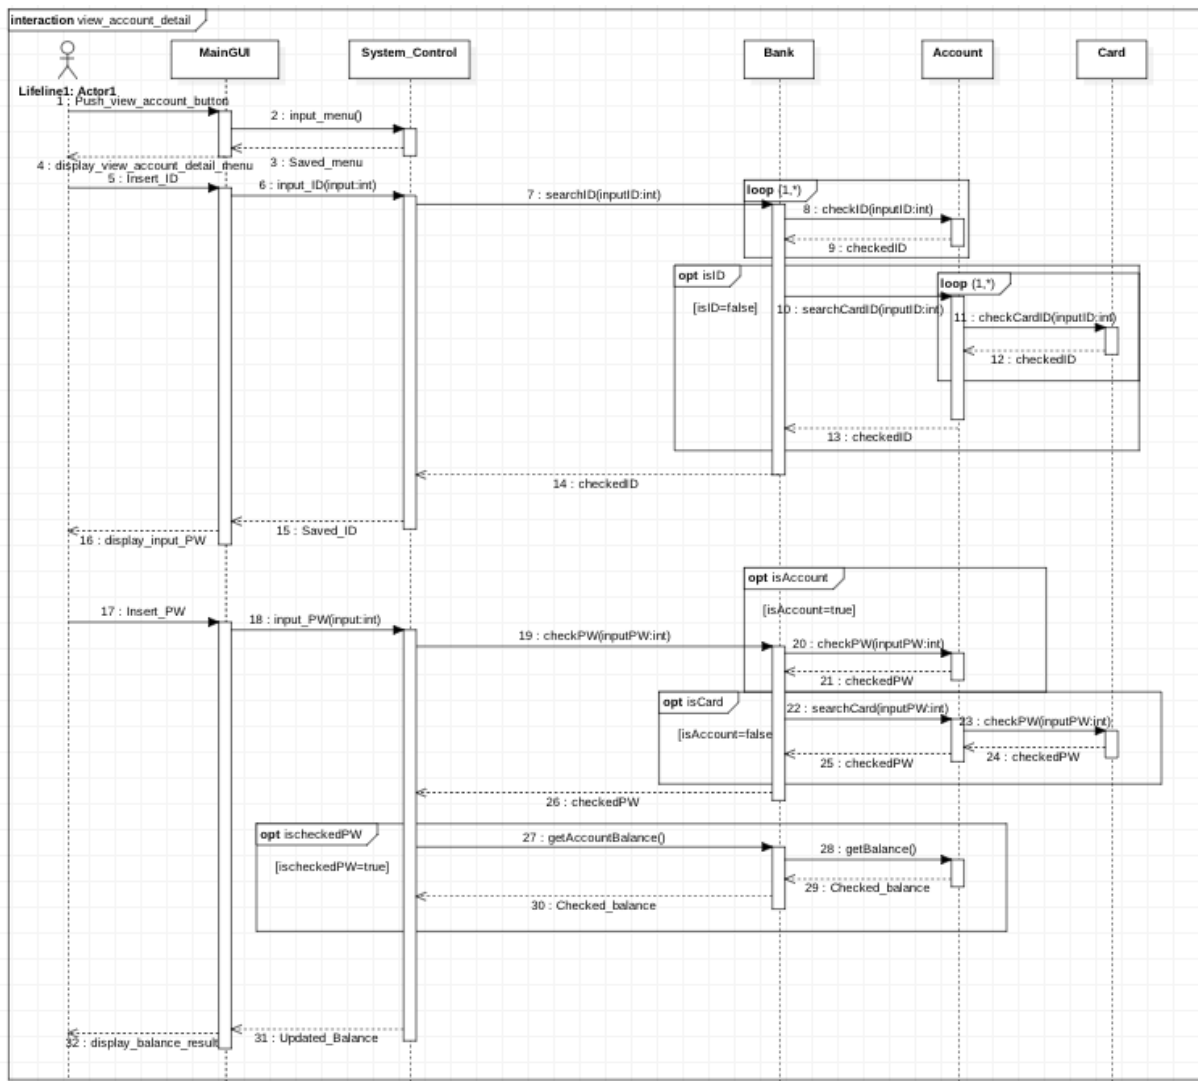 interaction view_account_detail
MainGUI
System_Control
Bank
Account
Card
Lifeline1: Actor1
1 : Push_view_account_button
2 : input_menu()
3 : Saved_menu
4 : display_view_account_detail_menu
5 : Insert_ID
6 : input_ID(input:int)
7 : searchID(inputID:int)
loop (1,*)
8 : checkID(inputID:int)
9 : checkedID
opt isID
[isID=false]
loop (1,*)
10 : searchCardID(inputID:int)
11 : checkCardID(inputID:int)
12 : checkedID
13 : checkedID
14 : checkedID
15 : Saved_ID
16 : display_input_PW
opt isAccount
[isAccount=true]
17 : Insert_PW
18 : input_PW(input:int)
19 : checkPW(inputPW:int)
20 : checkPW(inputPW:int)
21 : checkedPW
opt isCard
[isAccount=false
22 : searchCard(inputPW:int)
23 : checkPW(inputPW:int)
24 : checkedPW
25 : checkedPW
26 : checkedPW
opt ischeckedPW
[ischeckedPW=true]
27 : getAccountBalance()
28 : getBalance()
29 : Checked_balance
30 : Checked_balance
31 : Updated_Balance
32 : display_balance_result